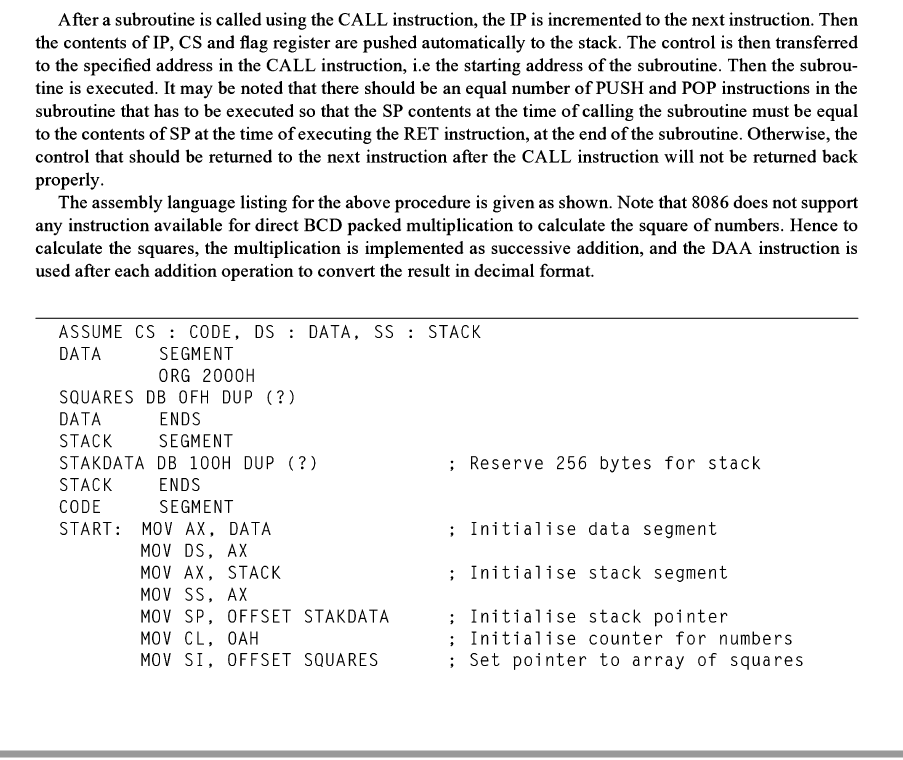 After a subroutine is called using the CALL instruction, the IP is incremented to the next instruction. Then
the contents of IP, CS and flag register are pushed automatically to the stack. The control is then transferred
to the specified address in the CALL instruction, i.e the starting address of the subroutine. Then the subrou-
tine is executed. It may be noted that there should be an equal number of PUSH and POP instructions in the
subroutine that has to be executed so that the SP contents at the time of calling the subroutine must be equal
to the contents of SP at the time of executing the RET instruction, at the end of the subroutine. Otherwise, the
control that should be returned to the next instruction after the CALL instruction will not be returned back
properly.
The assembly language listing for the above procedure is given as shown. Note that 8086 does not support
any instruction available for direct BCD packed multiplication to calculate the square of numbers. Hence to
calculate the squares, the multiplication is implemented as successive addition, and the DAA instruction is
used after each addition operation to convert the result in decimal format.
ASSUME CS : CODE, DS : DATA, SS : STACK
DATA SEGMENT
ORG 2000H
SQUARES DB 0FH DUP (?)
DATA ENDS
STACK SEGMENT
STAKDATA DB 100H DUP (?) ; Reserve 256 bytes for stack
STACK ENDS
CODE SEGMENT
START: MOV AX, DATA ; Initialise data segment
MOV DS, AX
MOV AX, STACK ; Initialise stack segment
MOV SS, AX
MOV SP, OFFSET STAKDATA ; Initialise stack pointer
MOV CL, 0AH ; Initialise counter for numbers
MOV SI, OFFSET SQUARES ; Set pointer to array of squares